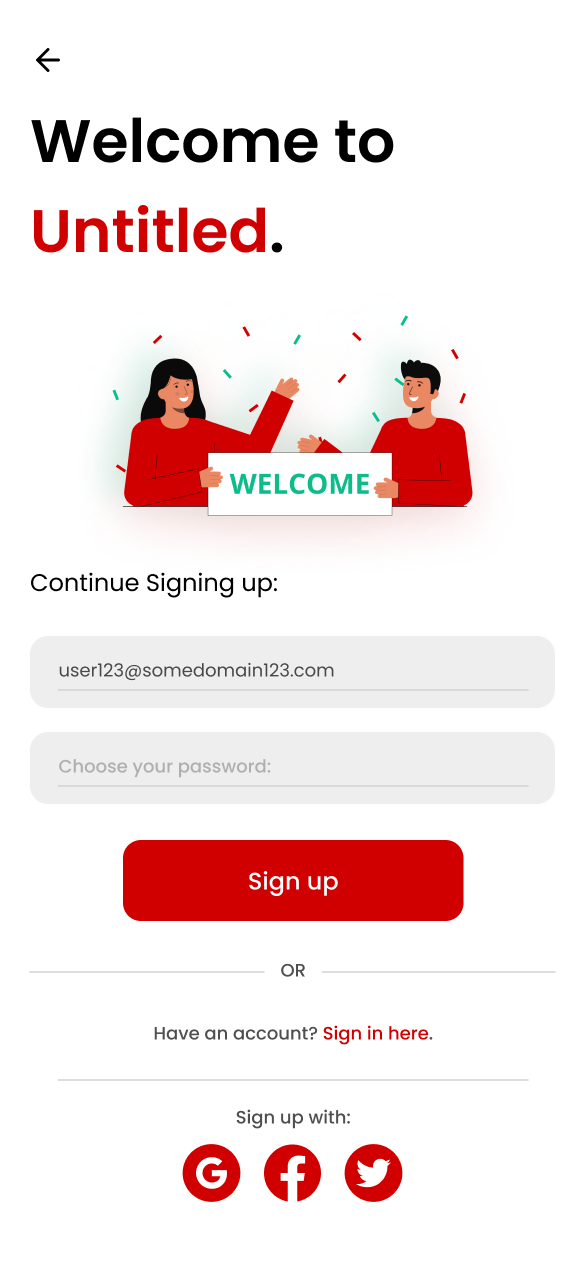 Welcome to
Untitled.
WELCOME
Continue Signing up:
user123@somedomain123.com
Choose your password:
Sign up
OR
Have an account? Sign in here.
Sign up with: